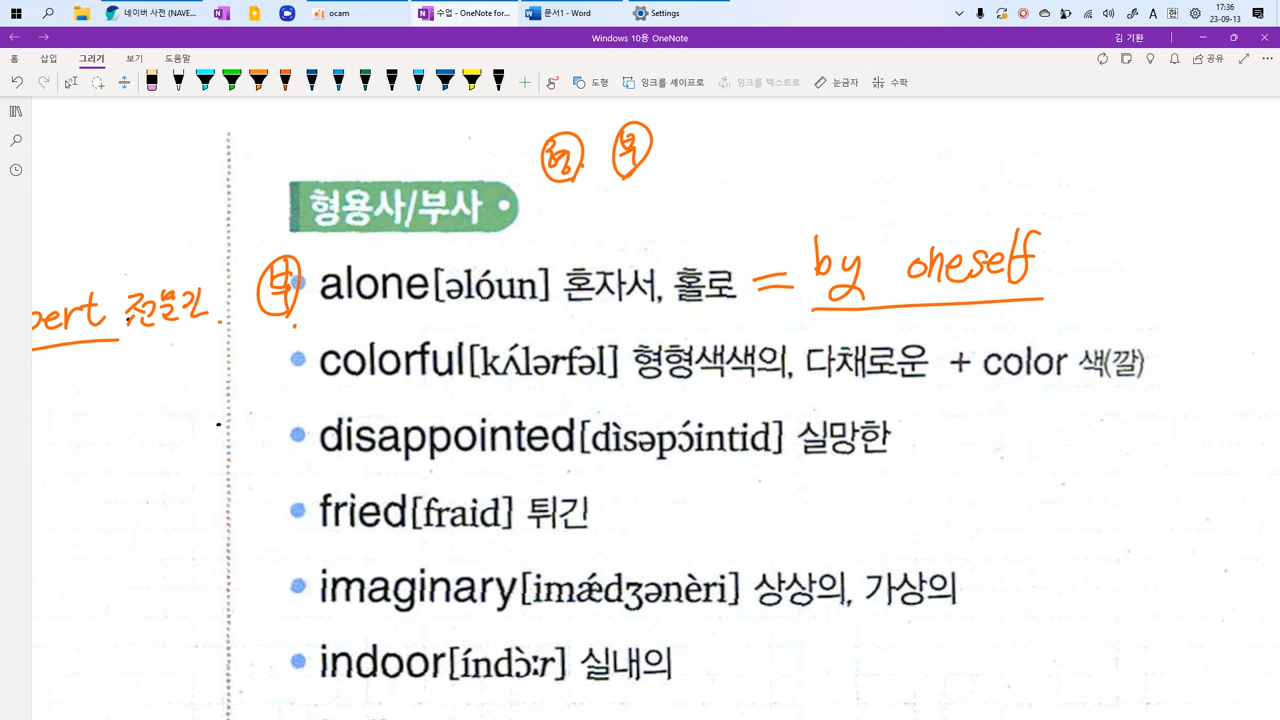 네이버 사전 (NAVE... ocam 수업 - OneNote for... 문서1 - Word Settings 17:36
23-09-13
Windows 10용 OneNote 김 기환
홈 삽입 그리기 보기 도움말 공유
도형 잉크를 셰이프로 잉크를 텍스트로 눈금자 수학
형 부
형용사/부사
부 alone[əlóun] 혼자서, 홀로 = by oneself
pert 전문가
colorful[kʌ́lərfəl] 형형색색의, 다채로운 + color 색(깔)
disappointed[dìsəpɔ́intid] 실망한
fried[fraid] 튀긴
imaginary[imǽdʒənèri] 상상의, 가상의
indoor[índɔ̀ːr] 실내의